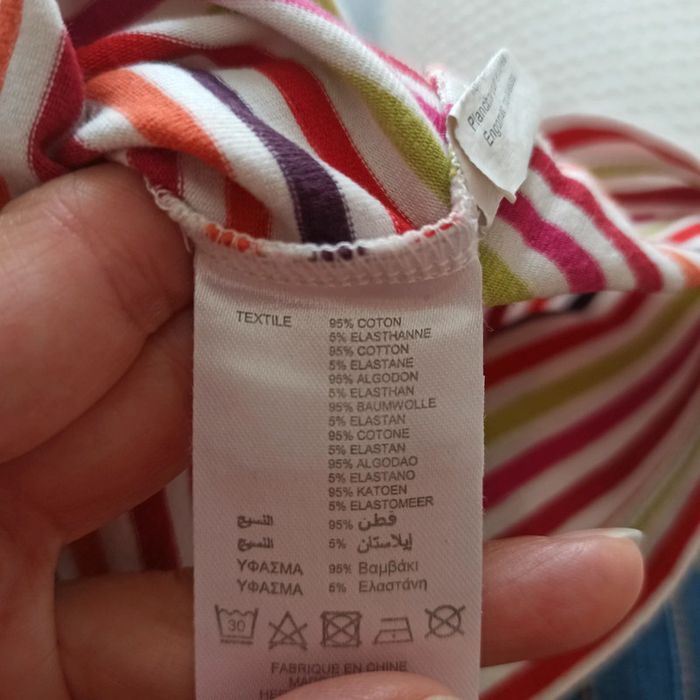 TEXTILE 95% COTON
5% ELASTHANNE
95% COTTON
5% ELASTANE
95% ALGODON
5% ELASTHAN
95% BAUMWOLLE
5% ELASTAN
95% COTONE
5% ELASTAN
95% ALGODAO
5% ELASTANO
95% KATOEN
5% ELASTOMEER
النسيج 95% قطن
النسيج 5% إيلاستان
ΥΦΑΣΜΑ 95% Βαμβάκι
ΥΦΑΣΜΑ 5% Ελαστάνη
30
FABRIQUE EN CHINE